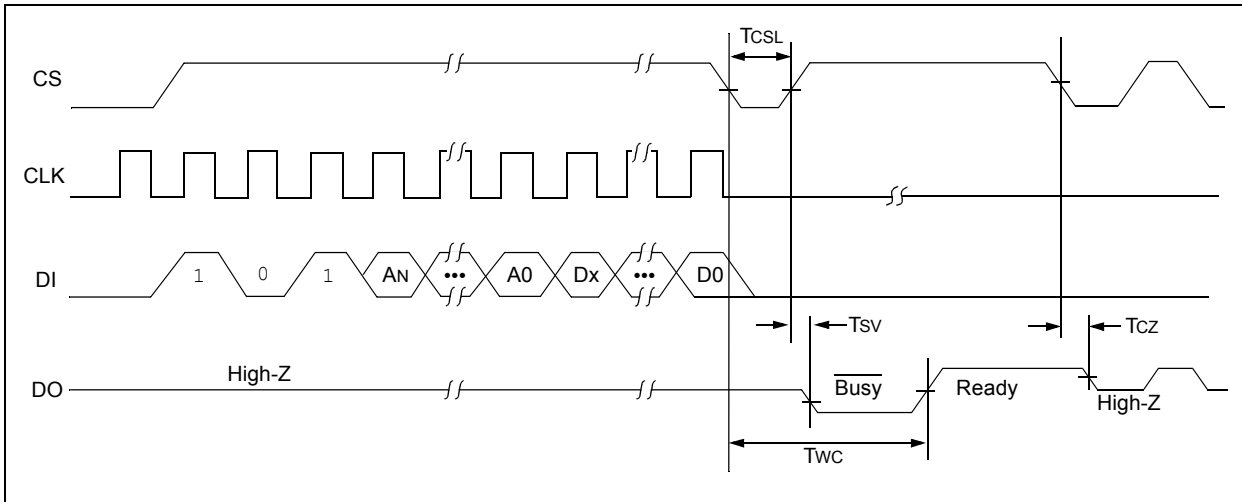 TCSL
CS
CLK
DI
1 0 1 AN ••• A0 Dx ••• D0
TSV
TCZ
DO
High-Z
Busy
Ready
High-Z
TWC